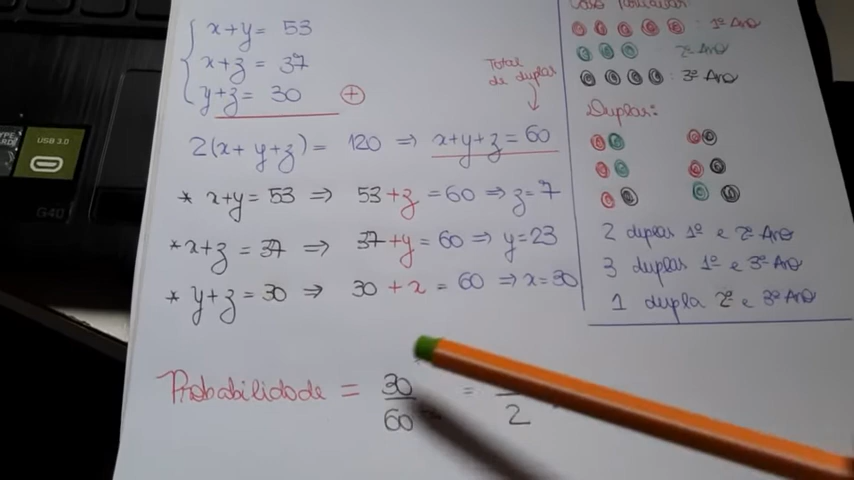 x+y = 53
x+z = 37
y+z = 30 ⊕
Total
de duplas
2(x+y+z) = 120 ⇒ x+y+z = 60
* x+y = 53 ⇒ 53 + z = 60 ⇒ z = 7
* x+z = 37 ⇒ 37 + y = 60 ⇒ y = 23
* y+z = 30 ⇒ 30 + x = 60 ⇒ x = 30
Probabilidade = 30/60 = /2
: 1º Ano
2º Ano
: 3º Ano
Duplas:
2 duplas 1º e 2º Ano
3 duplas 1º e 3º Ano
1 dupla 2º e 3º Ano
USB 3.0
G40